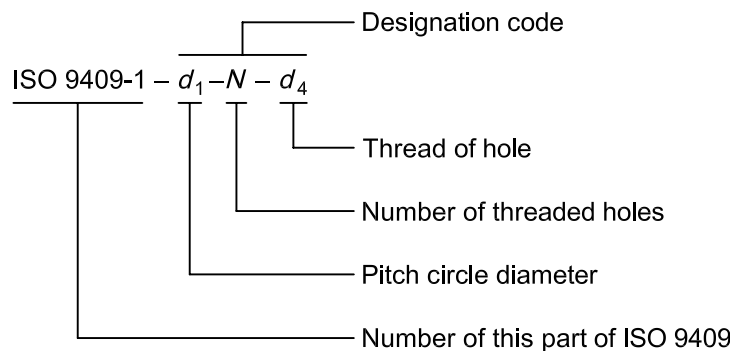 Designation code
ISO 9409-1 – d₁ –N – d₄
Thread of hole
Number of threaded holes
Pitch circle diameter
Number of this part of ISO 9409